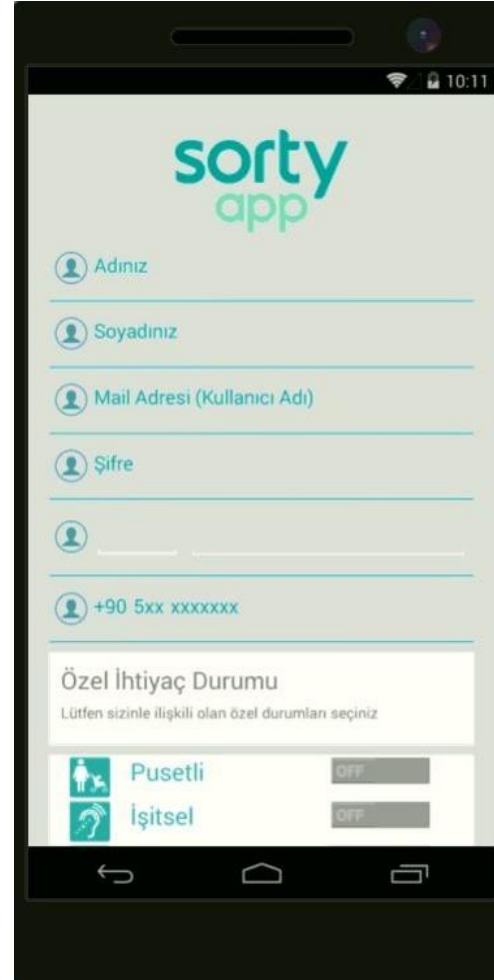 10:11
sorty
app
Adınız
Soyadınız
Mail Adresi (Kullanıcı Adı)
Şifre
+90 5xx xxxxxxx
Özel İhtiyaç Durumu
Lütfen sizinle ilişkili olan özel durumları seçiniz
Pusetli OFF
İşitsel OFF